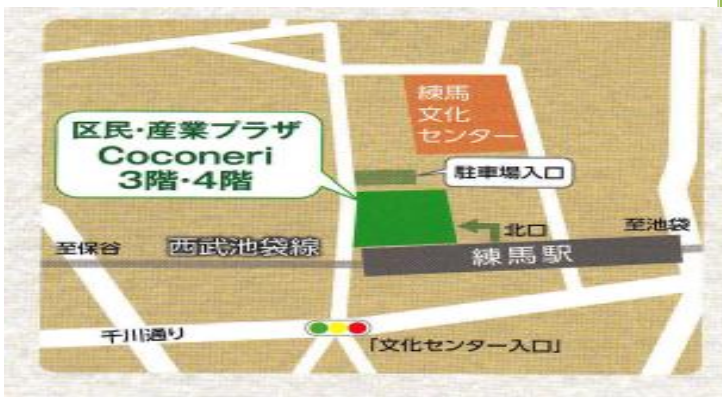 練馬
文化
センター
区民・産業プラザ
Coconeri
3階・4階
駐車場入口
北口
至池袋
至保谷
西武池袋線
練馬駅
千川通り
「文化センター入口」